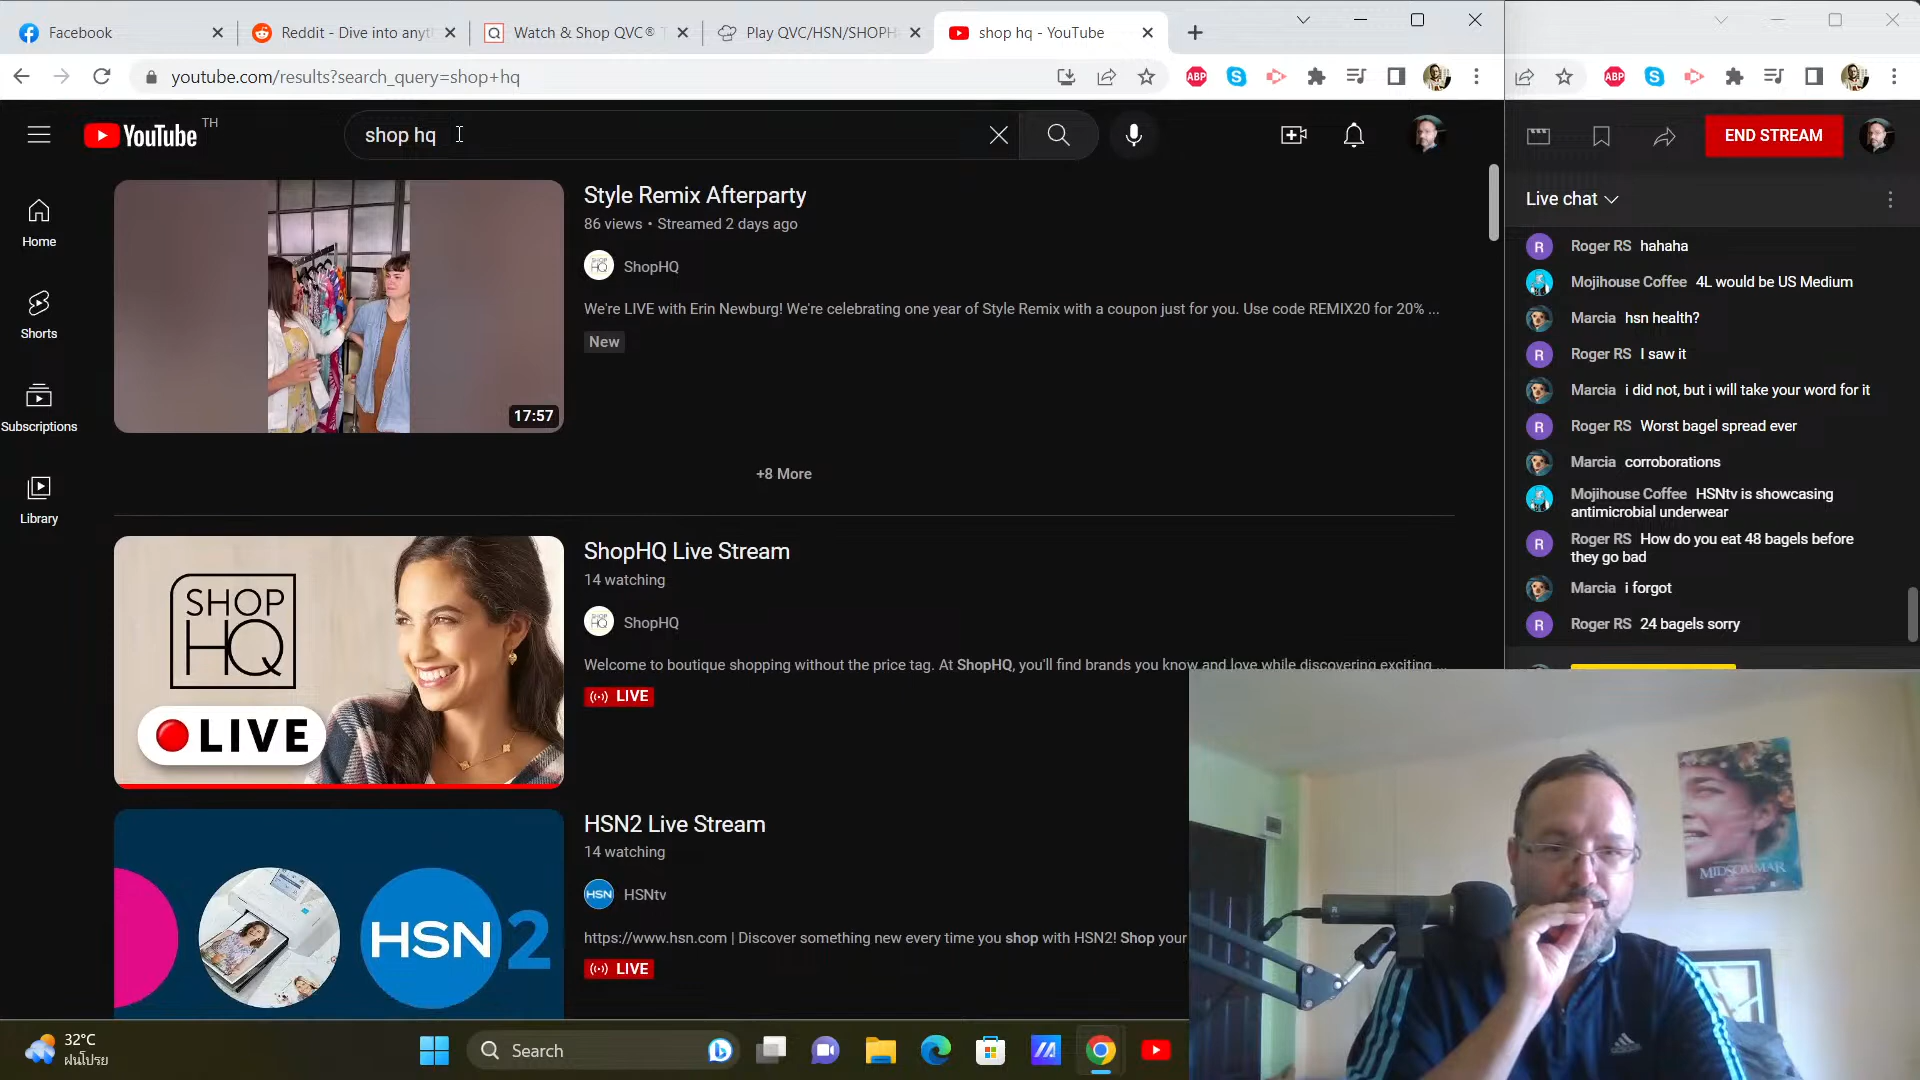 Facebook
Reddit - Dive into anyt
Watch & Shop QVC® T
Play QVC/HSN/SHOPH
shop hq - YouTube
youtube.com/results?search_query=shop+hq
ABP
ABP
YouTube TH
shop hq
END STREAM
Home
Shorts
Subscriptions
Library
17:57
Style Remix Afterparty
86 views • Streamed 2 days ago
SHOP HQ
ShopHQ
We're LIVE with Erin Newburg! We're celebrating one year of Style Remix with a coupon just for you. Use code REMIX20 for 20% ...
New
+8 More
SHOP
HQ
LIVE
ShopHQ Live Stream
14 watching
SHOP HQ
ShopHQ
Welcome to boutique shopping without the price tag. At ShopHQ, you'll find brands you know and love while discovering exciting ...
LIVE
HSN 2
HSN2 Live Stream
14 watching
HSN
HSNtv
https://www.hsn.com | Discover something new every time you shop with HSN2! Shop your
LIVE
Live chat
R Roger RS hahaha
Mojihouse Coffee 4L would be US Medium
Marcia hsn health?
R Roger RS I saw it
Marcia i did not, but i will take your word for it
R Roger RS Worst bagel spread ever
Marcia corroborations
Mojihouse Coffee HSNtv is showcasing
antimicrobial underwear
R Roger RS How do you eat 48 bagels before
they go bad
Marcia i forgot
R Roger RS 24 bagels sorry
MIDSOMMAR
adidas
32°C
ฝนโปรย
Search